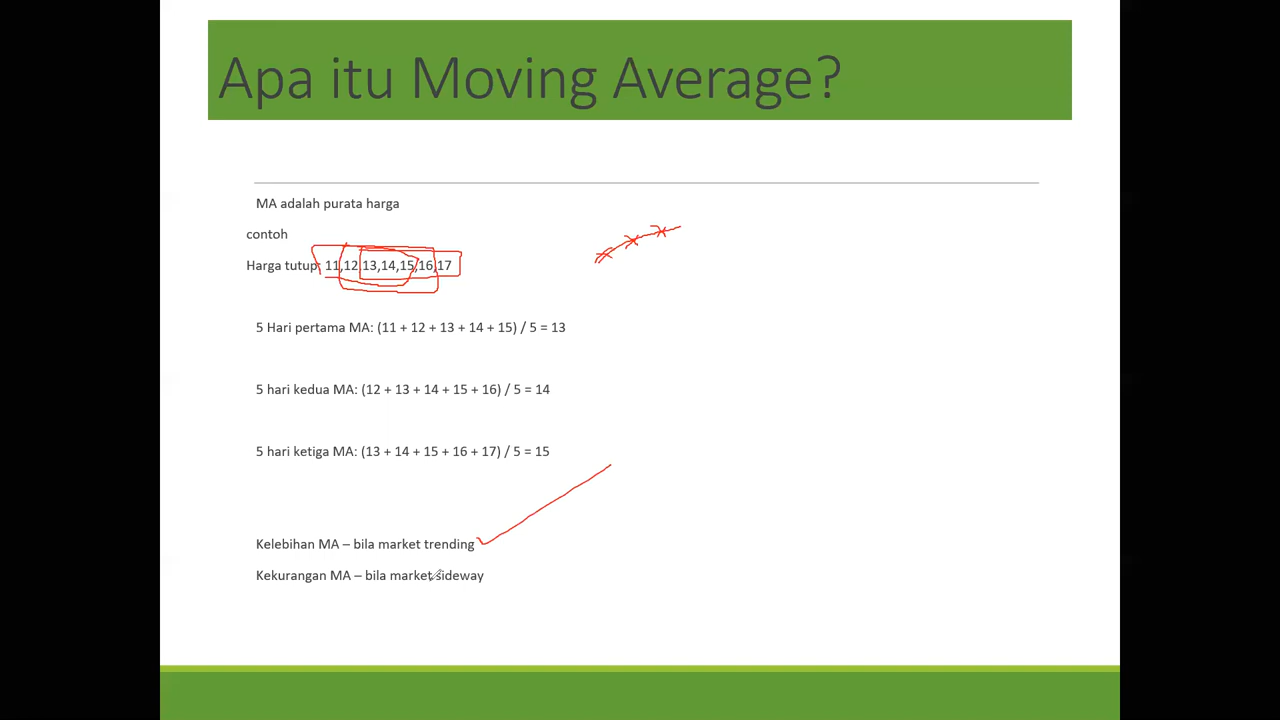 Apa itu Moving Average?
MA adalah purata harga
contoh
Harga tutup: 11,12,13,14,15,16,17
5 Hari pertama MA: (11 + 12 + 13 + 14 + 15) / 5 = 13
5 hari kedua MA: (12 + 13 + 14 + 15 + 16) / 5 = 14
5 hari ketiga MA: (13 + 14 + 15 + 16 + 17) / 5 = 15
Kelebihan MA – bila market trending
Kekurangan MA – bila market sideway